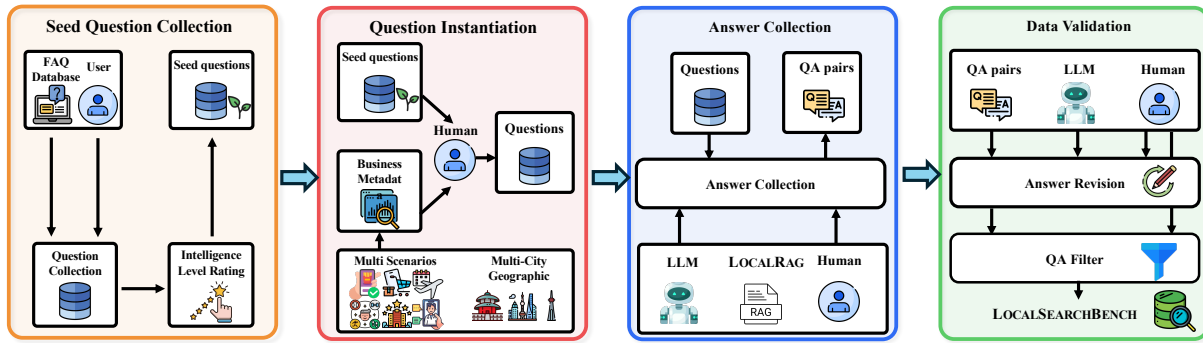 Seed Question Collection
FAQ
Database
User
Seed questions
Question
Collection
Intelligence
Level Rating
Question Instantiation
Seed questions
Human
Questions
Business
Metadat
Multi Scenarios
Multi-City
Geographic
Answer Collection
Questions
QA pairs
Answer Collection
LLM
LOCALRAG
Human
RAG
Data Validation
QA pairs
LLM
Human
Answer Revision
QA Filter
LOCALSEARCHBENCH